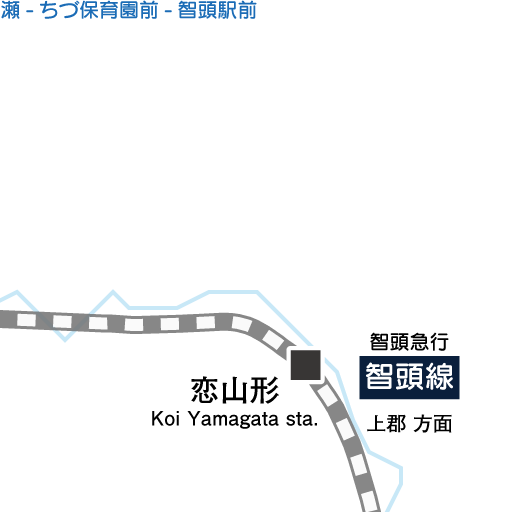 瀬 - ちづ保育園前 - 智頭駅前
智頭急行
智頭線
上郡 方面
恋山形
Koi Yamagata sta.